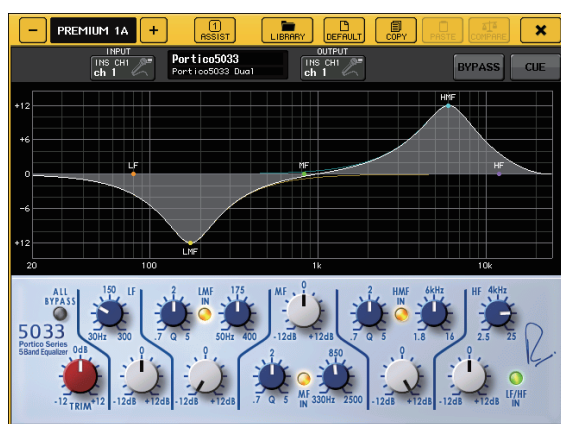 − PREMIUM 1A + 1 ASSIST LIBRARY DEFAULT COPY PASTE COMPARE ×
INPUT OUTPUT
INS CH1 ch 1 Portico5033 Portico5033 Dual INS CH1 ch 1 BYPASS CUE
+12
HMF
+6
LF MF HF
0
−6
+12
LMF
20 100 1k 10k
ALL BYPASS 150 LF 2 LMF IN 175 MF 0 2 HMF IN 6kHz HF 4kHz
30Hz 300 .7 Q 5 50Hz 400 -12dB +12dB .7 Q 5 1.8 16 2.5 25
5033
Portico Series
5Band Equalizer
0dB 0 0 2 850 0 0
-12 TRIM +12 -12dB +12dB -12dB +12dB .7 Q 5 MF IN 330Hz 2500 -12dB +12dB -12dB +12dB LF/HF IN